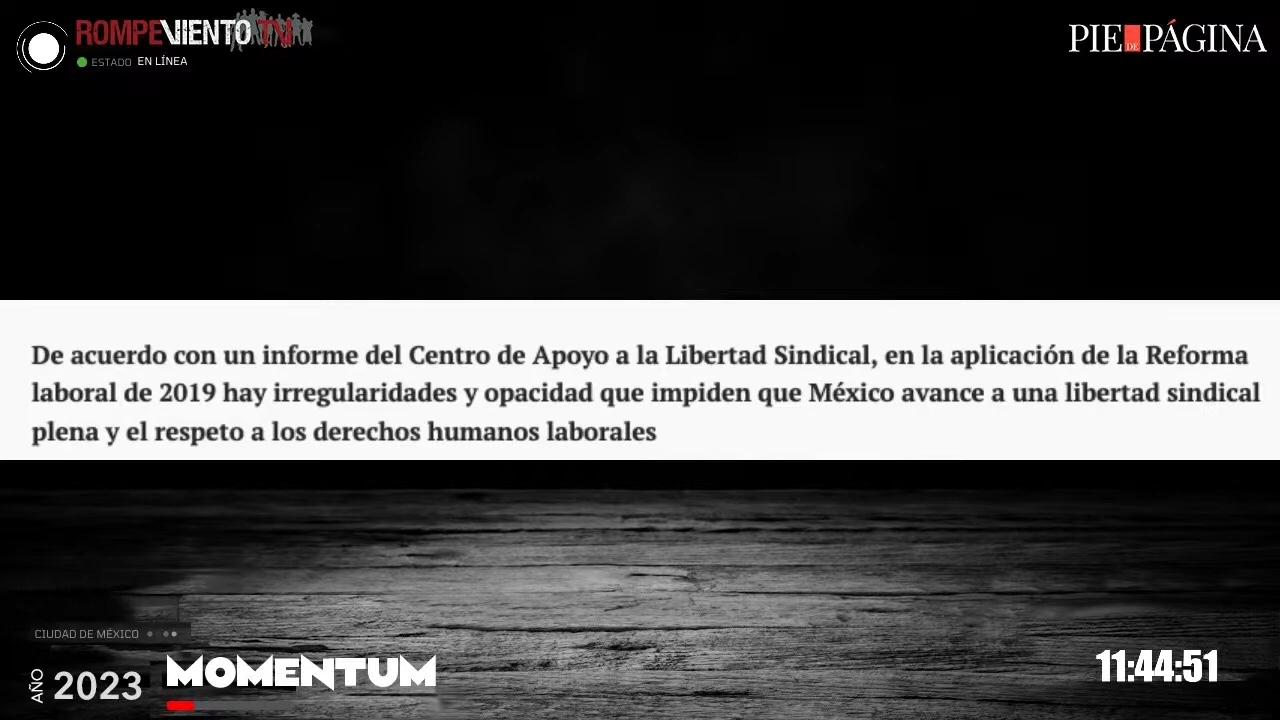 ROMPEVIENTO TV
ESTADO EN LÍNEA
PIE DE PÁGINA
De acuerdo con un informe del Centro de Apoyo a la Libertad Sindical, en la aplicación de la Reforma
laboral de 2019 hay irregularidades y opacidad que impiden que México avance a una libertad sindical
plena y el respeto a los derechos humanos laborales
CIUDAD DE MÉXICO
AÑO 2023 MOMENTUM
11:44:51